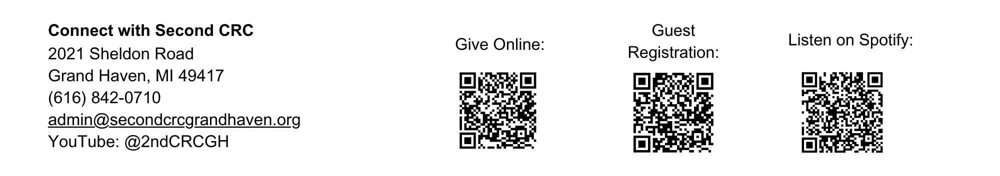 Connect with Second CRC
2021 Sheldon Road
Grand Haven, MI 49417
(616) 842-0710
admin@secondcrcgrandhaven.org
YouTube: @2ndCRCGH
Give Online:
Guest
Registration:
Listen on Spotify: